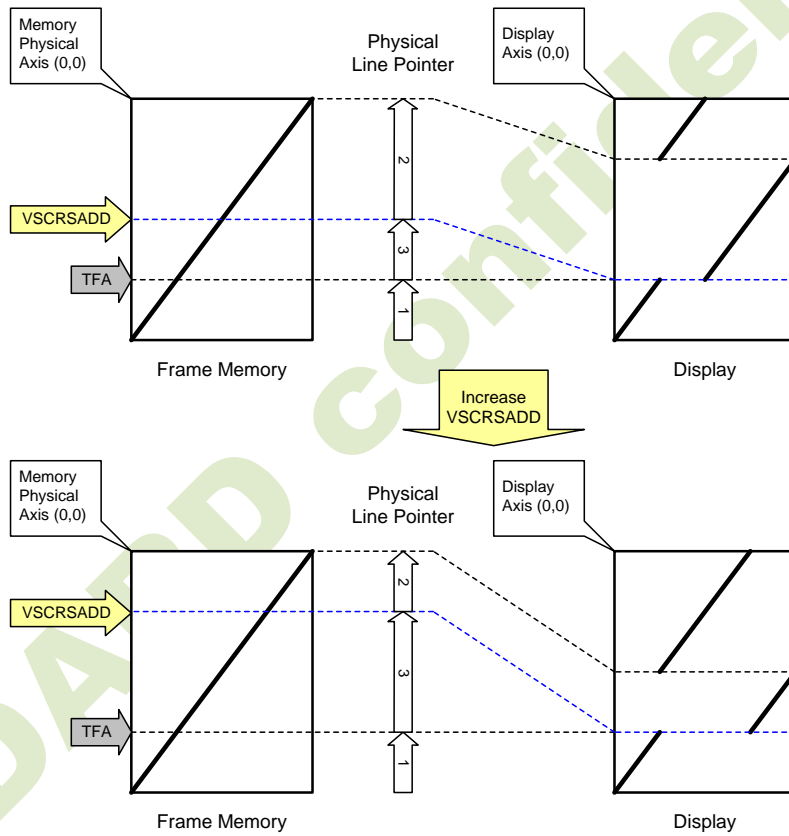 Memory
Physical
Axis (0,0)
Physical
Line Pointer
Display
Axis (0,0)
2
VSCRSADD
3
TFA
1
Frame Memory
Display
Increase
VSCRSADD
Memory
Physical
Axis (0,0)
Physical
Line Pointer
Display
Axis (0,0)
2
VSCRSADD
3
TFA
1
Frame Memory
Display